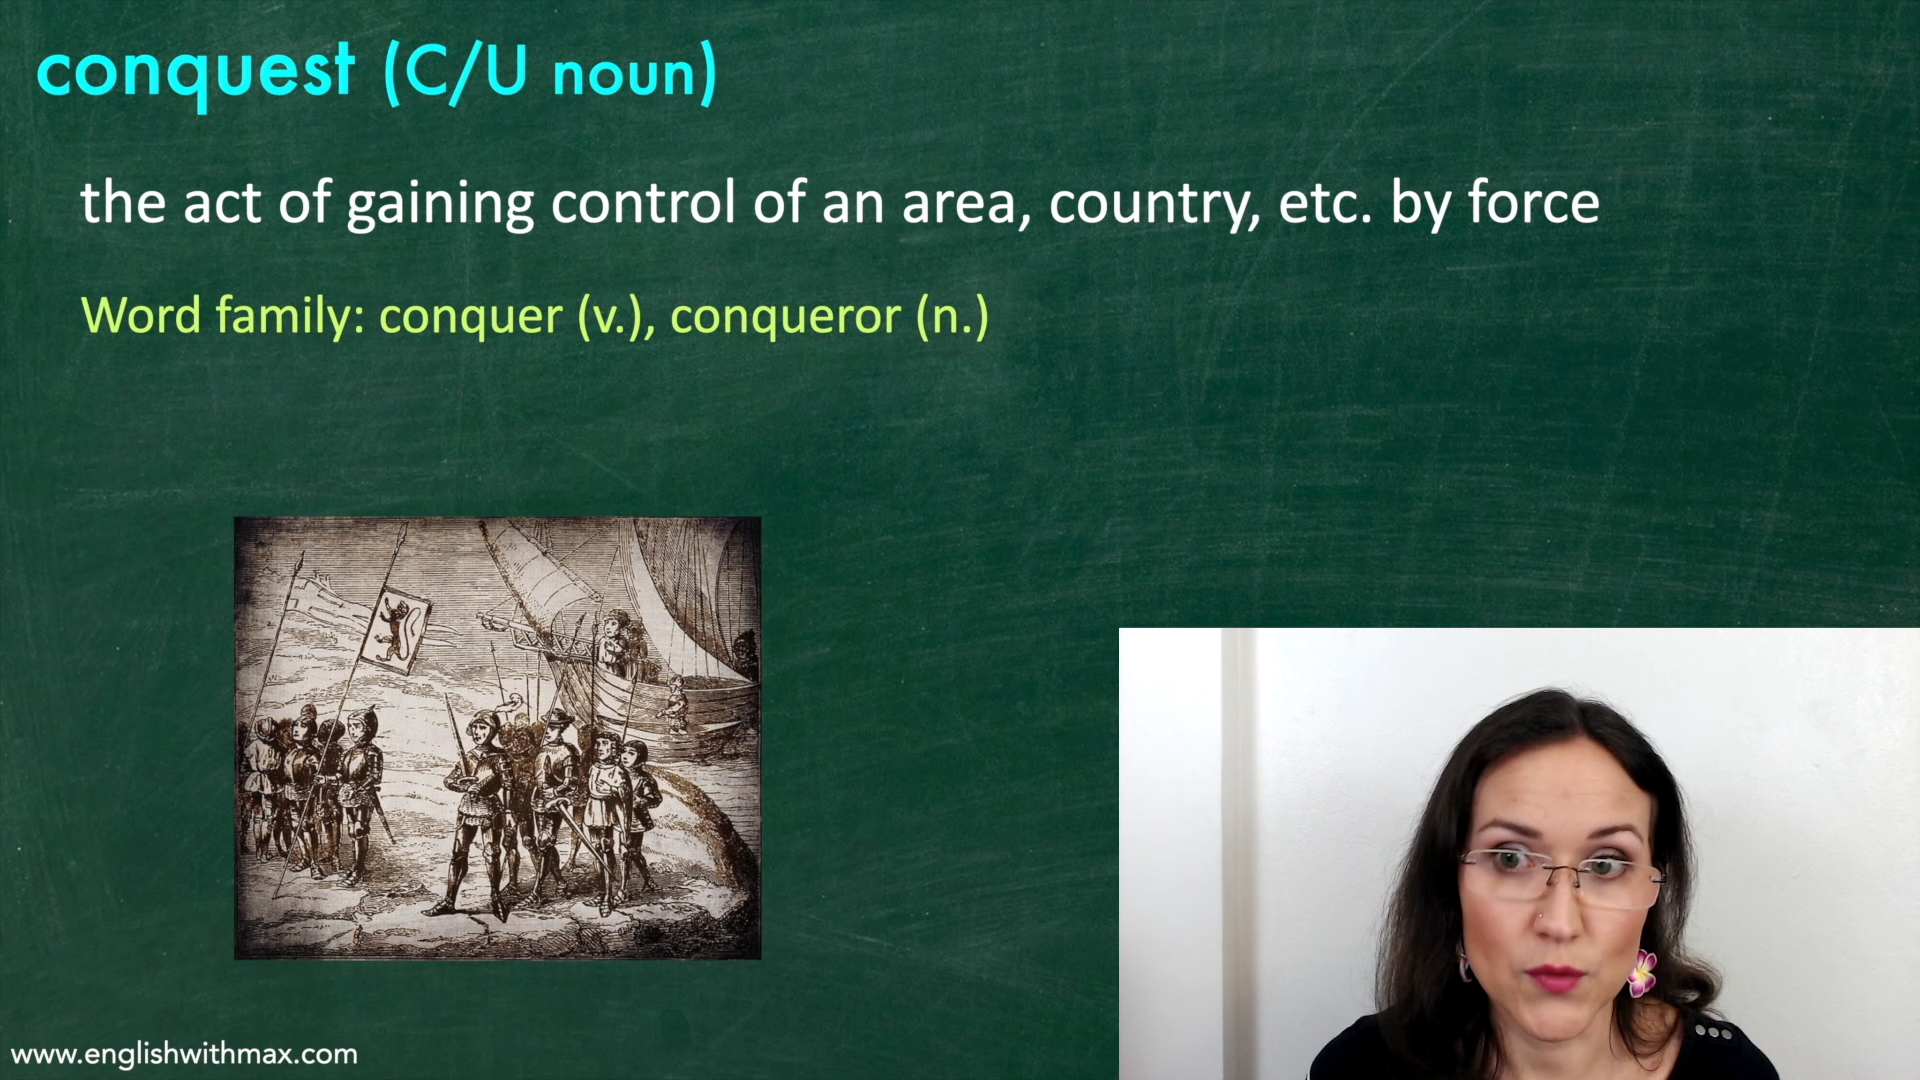 conquest (C/U noun)
the act of gaining control of an area, country, etc. by force
Word family: conquer (v.), conqueror (n.)
www.englishwithmax.com